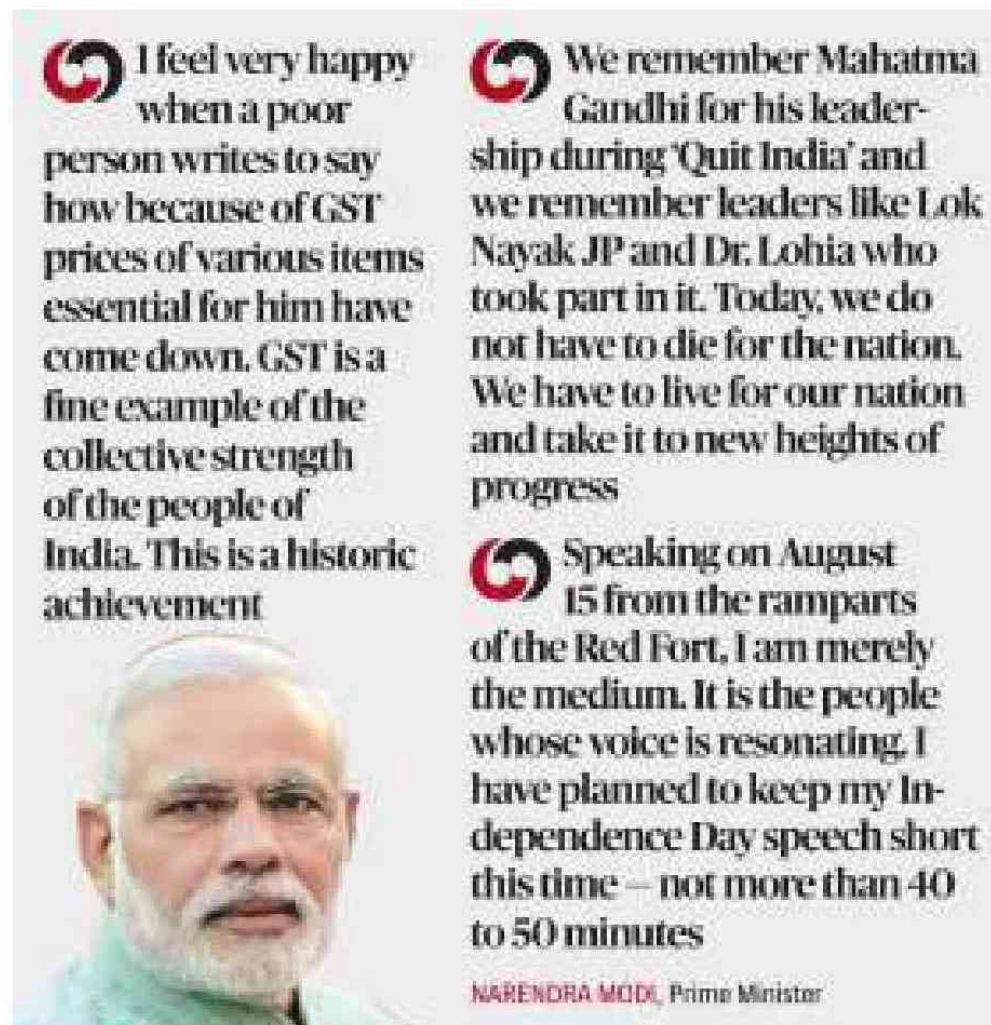 I feel very happy
when a poor
person writes to say
how because of GST
prices of various items
essential for him have
come down. GST is a
fine example of the
collective strength
of the people of
India. This is a historic
achievement
We remember Mahatma
Gandhi for his leader-
ship during ‘Quit India’ and
we remember leaders like Lok
Nayak JP and Dr. Lohia who
took part in it. Today, we do
not have to die for the nation.
We have to live for our nation
and take it to new heights of
progress
Speaking on August
15 from the ramparts
of the Red Fort, I am merely
the medium. It is the people
whose voice is resonating. I
have planned to keep my In-
dependence Day speech short
this time — not more than 40
to 50 minutes
NARENDRA MODI, Prime Minister